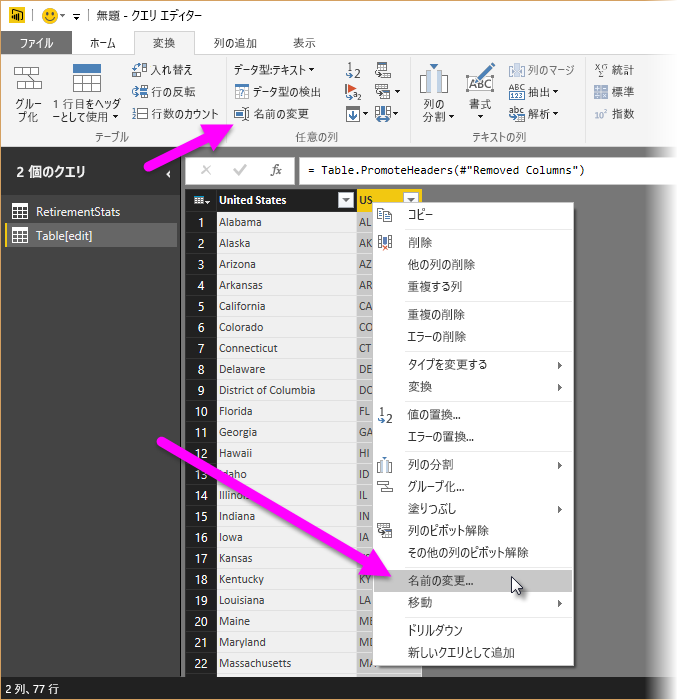 無題 - クエリ エディター
ファイル ホーム 変換 列の追加 表示
グループ化
1 行目をヘッダーとして使用
入れ替え
行の反転
行数のカウント
テーブル
データ型:テキスト
データ型の検出
名前の変更
任意の列
列の分割
書式
列のマージ
抽出
解析
テキストの列
統計
標準
指数
2 個のクエリ
RetirementStats
Table[edit]
= Table.PromoteHeaders(#"Removed Columns")
United States US
1 Alabama AL
2 Alaska AK
3 Arizona AZ
4 Arkansas AR
5 California CA
6 Colorado CO
7 Connecticut CT
8 Delaware DE
9 District of Columbia DC
10 Florida FL
11 Georgia GA
12 Hawaii HI
13 Idaho ID
14 Illinois IL
15 Indiana IN
16 Iowa IA
17 Kansas
18 Kentucky KY
19 Louisiana LA
20 Maine ME
21 Maryland MD
22 Massachusetts MA
コピー
削除
他の列の削除
重複する列
重複の削除
エラーの削除
タイプを変更する
変換
値の置換...
エラーの置換...
列の分割
グループ化...
塗りつぶし
列のピボット解除
その他の列のピボット解除
名前の変更...
移動
ドリルダウン
新しいクエリとして追加
2 列、77 行